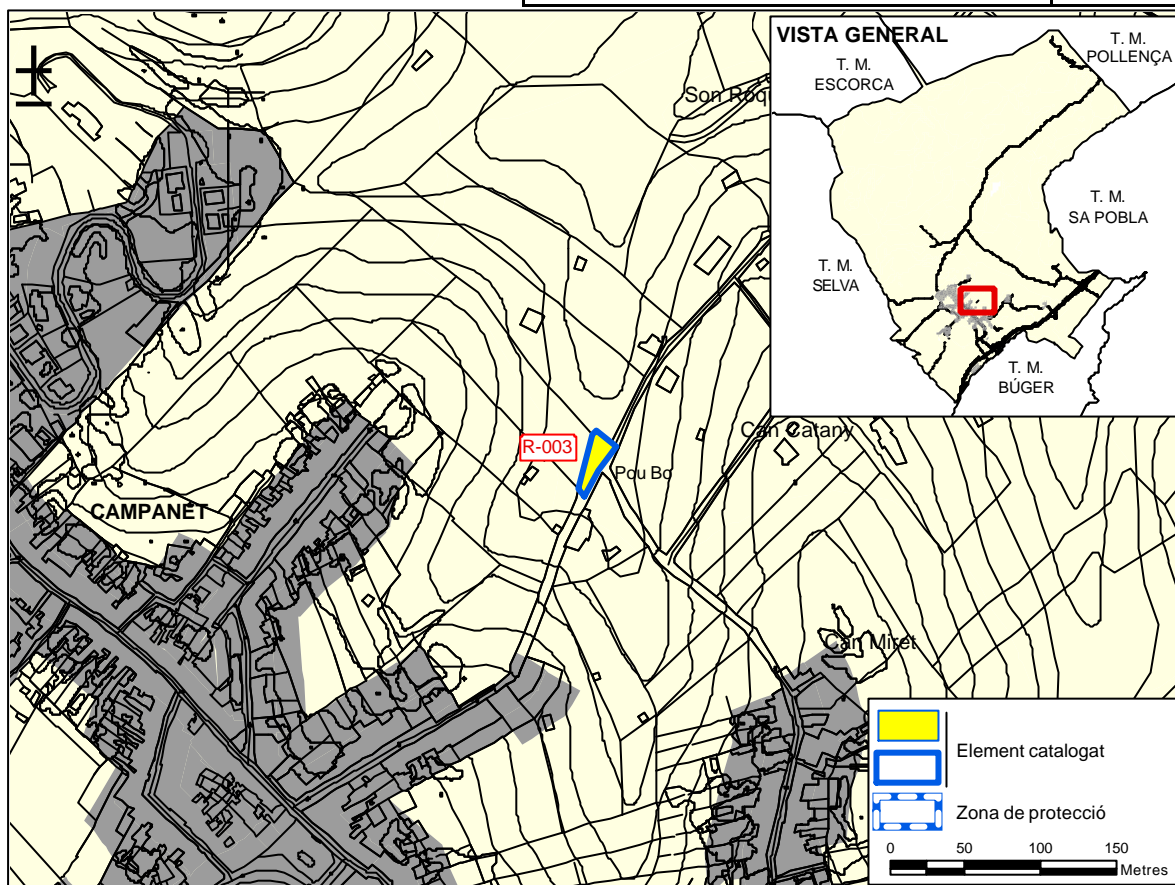 VISTA GENERAL
T. M.
POLLENÇA
T. M.
ESCORCA
T. M.
SA POBLA
T. M.
SELVA
T. M.
BÚGER
Son Roq
Can Catany
R-003
Pou Bo
CAMPANET
Can Miret
Element catalogat
Zona de protecció
0 50 100 150
Metres